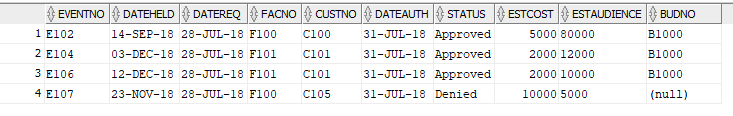 EVENTNO DATEHELD DATEREQ FACNO CUSTNO DATEAUTH STATUS ESTCOST ESTAUDIENCE BUDNO
1 E102 14-SEP-18 28-JUL-18 F100 C100 31-JUL-18 Approved 5000 80000 B1000
2 E104 03-DEC-18 28-JUL-18 F101 C101 31-JUL-18 Approved 2000 12000 B1000
3 E106 12-DEC-18 28-JUL-18 F101 C101 31-JUL-18 Approved 2000 10000 B1000
4 E107 23-NOV-18 28-JUL-18 F100 C105 31-JUL-18 Denied 10000 5000 (null)